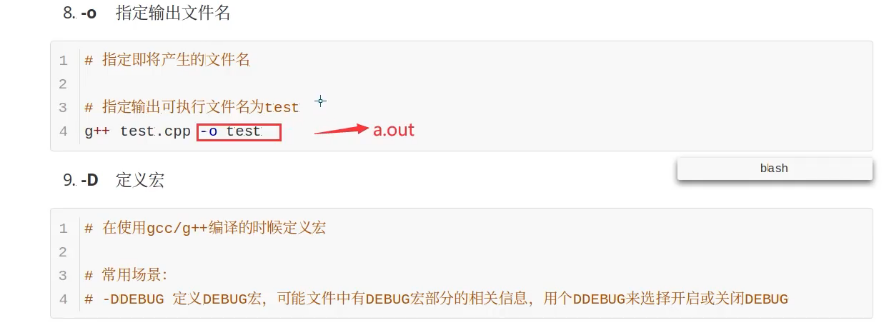 8. -o 指定输出文件名
1 # 指定即将产生的文件名
2
3 # 指定输出可执行文件名为test
4 g++ test.cpp -o test
a.out
bash
9. -D 定义宏
1 # 在使用gcc/g++编译的时候定义宏
2
3 # 常用场景：
4 # -DDEBUG 定义DEBUG宏，可能文件中有DEBUG宏部分的相关信息，用个DDEBUG来选择开启或关闭DEBUG